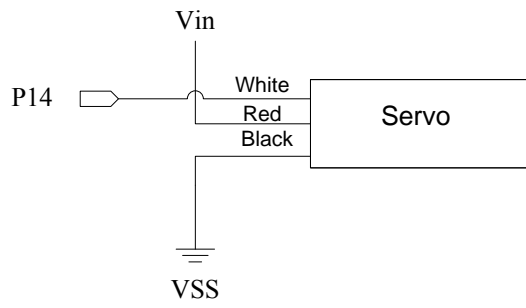 Vin
White
P14
Red
Servo
Black
VSS